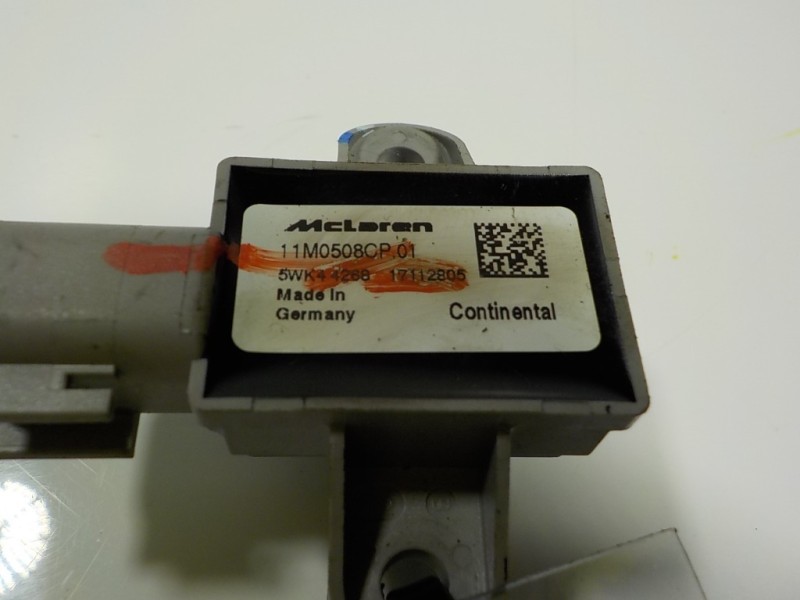 McLaren
11M0508CP.01
5WK44268 17112805
Made In
Germany
Continental